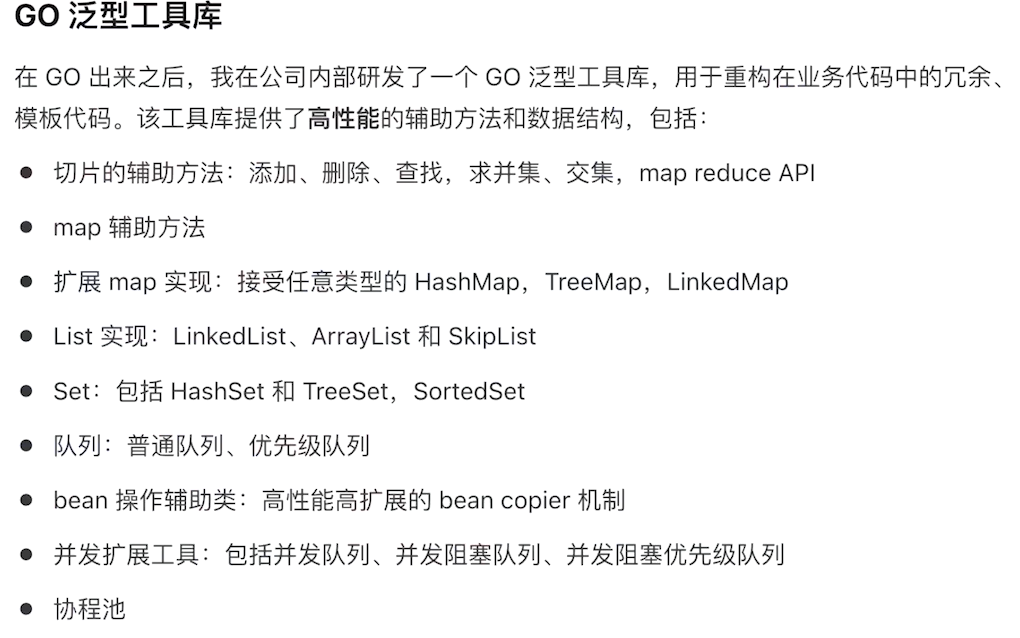 GO 泛型工具库
在 GO 出来之后，我在公司内部研发了一个 GO 泛型工具库，用于重构在业务代码中的冗余、
模板代码。该工具库提供了高性能的辅助方法和数据结构，包括：
● 切片的辅助方法：添加、删除、查找，求并集、交集，map reduce API
● map 辅助方法
● 扩展 map 实现：接受任意类型的 HashMap，TreeMap，LinkedMap
● List 实现：LinkedList、ArrayList 和 SkipList
● Set：包括 HashSet 和 TreeSet，SortedSet
● 队列：普通队列、优先级队列
● bean 操作辅助类：高性能高扩展的 bean copier 机制
● 并发扩展工具：包括并发队列、并发阻塞队列、并发阻塞优先级队列
● 协程池